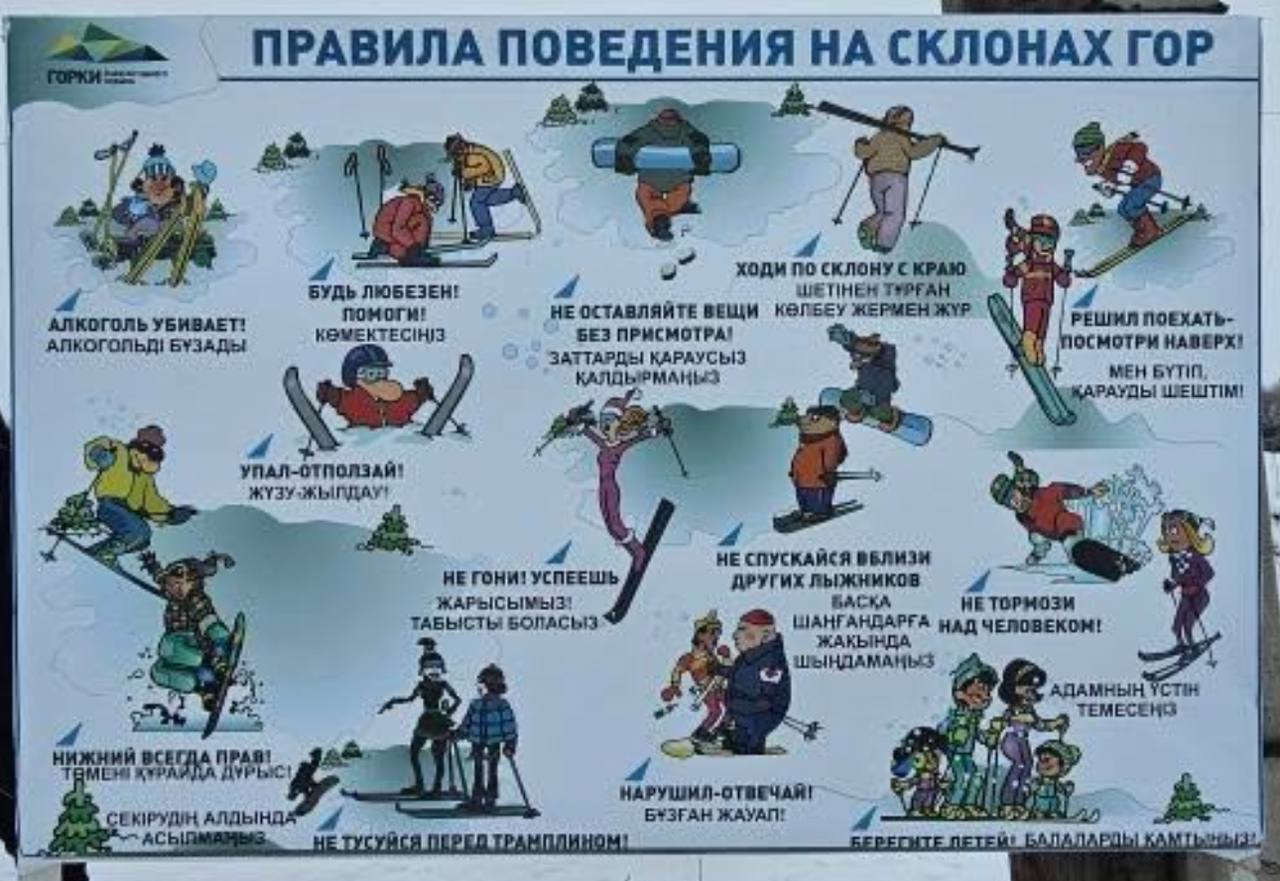 ПРАВИЛА ПОВЕДЕНИЯ НА СКЛОНАХ ГОР
ГОРКИ
АЛКОГОЛЬ УБИВАЕТ!
АЛКОГОЛЬДІ БҰЗАДЫ
БУДЬ ЛЮБЕЗЕН!
ПОМОГИ!
КӨМЕКТЕСІҢІЗ
НЕ ОСТАВЛЯЙТЕ ВЕЩИ
БЕЗ ПРИСМОТРА!
ЗАТТАРДЫ ҚАРАУСЫЗ
ҚАЛДЫРМАҢЫЗ
ХОДИ ПО СКЛОНУ С КРАЮ
ШЕТІНЕН ТҰРҒАН
КӨЛБЕУ ЖЕРМЕН ЖҮР
РЕШИЛ ПОЕХАТЬ-
ПОСМОТРИ НАВЕРХ!
МЕН БҮТІП,
ҚАРАУДЫ ШЕШТІМ!
УПАЛ-ОТПОЛЗАЙ!
ЖҮЗУ-ЖЫЛДАУ!
НЕ ГОНИ! УСПЕЕШЬ
ЖАРЫСЫМЫЗ!
ТАБЫСТЫ БОЛАСЫЗ
НЕ СПУСКАЙСЯ ВБЛИЗИ
ДРУГИХ ЛЫЖНИКОВ
БАСҚА
ШАҢҒАНДАРҒА
ЖАҚЫНДА
ШЫҢДАМАҢЫЗ
НЕ ТОРМОЗИ
НАД ЧЕЛОВЕКОМ!
АДАМНЫҢ ҮСТІН
ТЕМЕСЕҢІЗ
НИЖНИЙ ВСЕГДА ПРАВ!
ТӨМЕНІ ҚҰРАЙДА ДҰРЫС!
СЕКІРУДІҢ АЛДЫНДА
АСЫЛМАҢЫЗ
НЕ ТУСУЙСЯ ПЕРЕД ТРАМПЛИНОМ!
НАРУШИЛ-ОТВЕЧАЙ!
БҰЗҒАН ЖАУАП!
БЕРЕГИТЕ ДЕТЕЙ! БАЛАЛАРДЫ ҚАМТЫҢЫЗ!